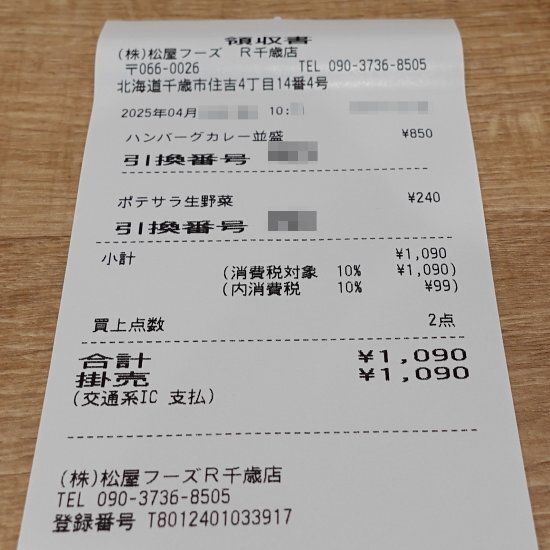 領収書
(株)松屋フーズ R千歳店
〒066-0026 TEL 090-3736-8505
北海道千歳市住吉4丁目14番4号
2025年04月 10:
ハンバーグカレー並盛 ¥850
引換番号
ポテサラ生野菜 ¥240
引換番号
小計 ¥1,090
(消費税対象 10% ¥1,090)
(内消費税 10% ¥99)
買上点数 2点
合計 ¥1,090
掛売 ¥1,090
(交通系IC 支払)
(株)松屋フーズR千歳店
TEL 090-3736-8505
登録番号 T8012401033917